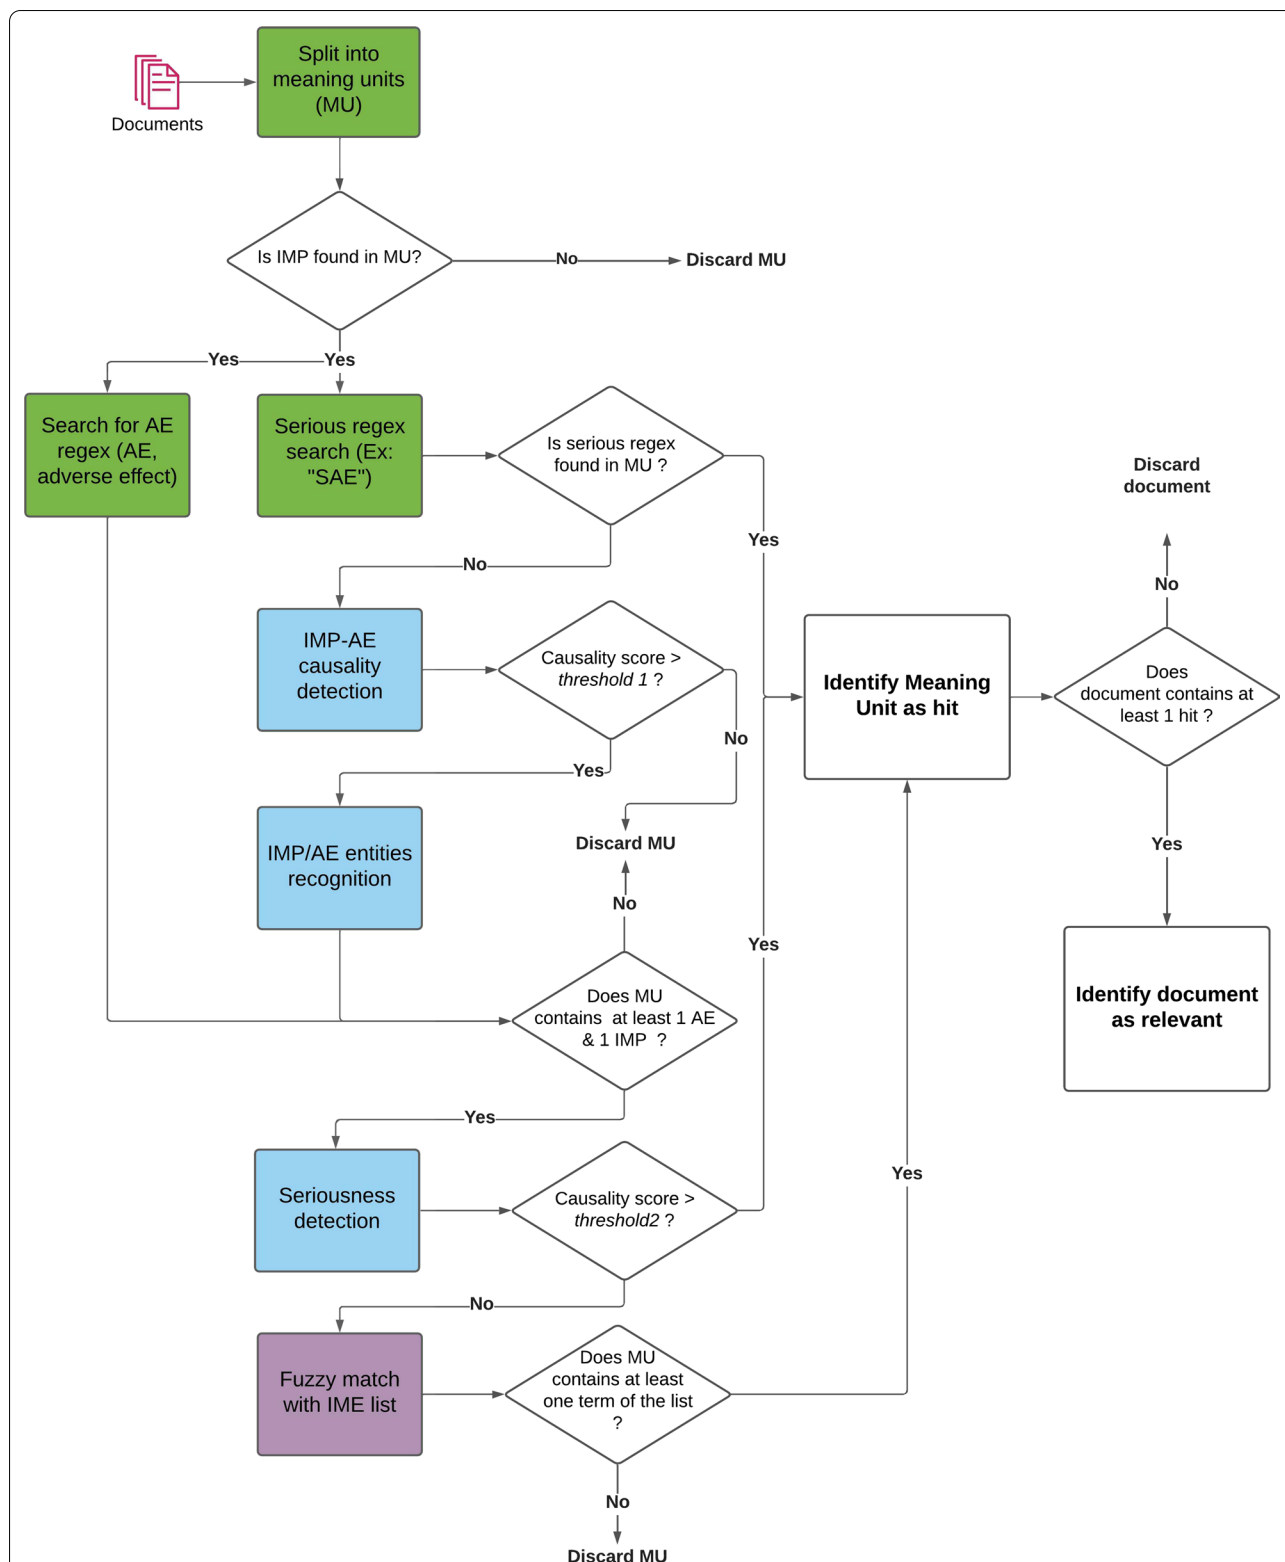 Split into
meaning units
(MU)
Documents
Is IMP found in MU?
No
Discard MU
Yes
Yes
Search for AE
regex (AE,
adverse effect)
Serious regex
search (Ex:
"SAE")
Is serious regex
found in MU ?
Discard
document
Yes
No
No
IMP-AE
causality
detection
Causality score >
threshold 1 ?
Identify Meaning
Unit as hit
Does
document contains at
least 1 hit ?
No
Yes
Discard MU
Yes
IMP/AE entities
recognition
No
Yes
Identify document
as relevant
Does MU
contains at least 1 AE
& 1 IMP ?
Yes
Seriousness
detection
Causality score >
threshold2 ?
Yes
No
Fuzzy match
with IME list
Does MU
contains at least
one term of the list
?
No
Discard MU